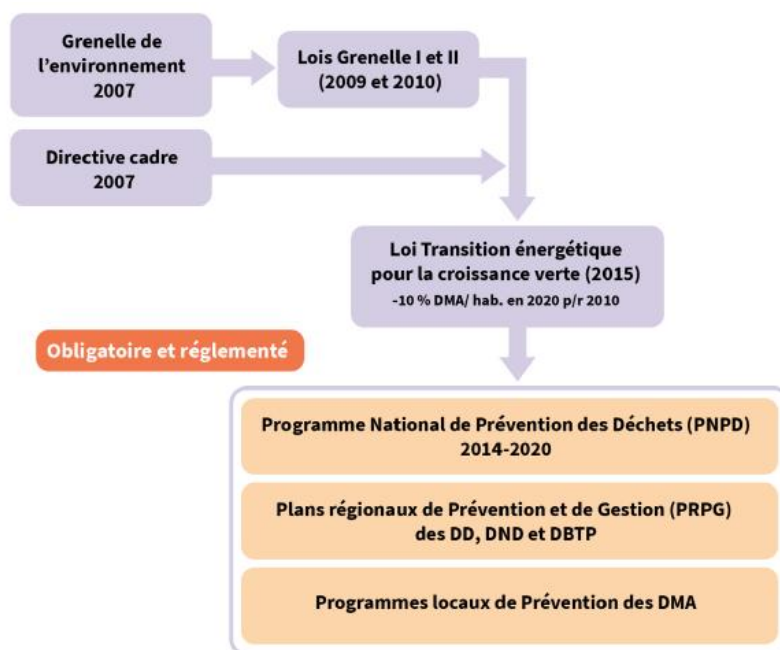 Grenelle de
l'environnement
2007
Lois Grenelle I et II
(2009 et 2010)
Directive cadre
2007
Loi Transition énergétique
pour la croissance verte (2015)
-10 % DMA/ hab. en 2020 p/r 2010
Obligatoire et réglementé
Programme National de Prévention des Déchets (PNPD)
2014-2020
Plans régionaux de Prévention et de Gestion (PRPG)
des DD, DND et DBTP
Programmes locaux de Prévention des DMA